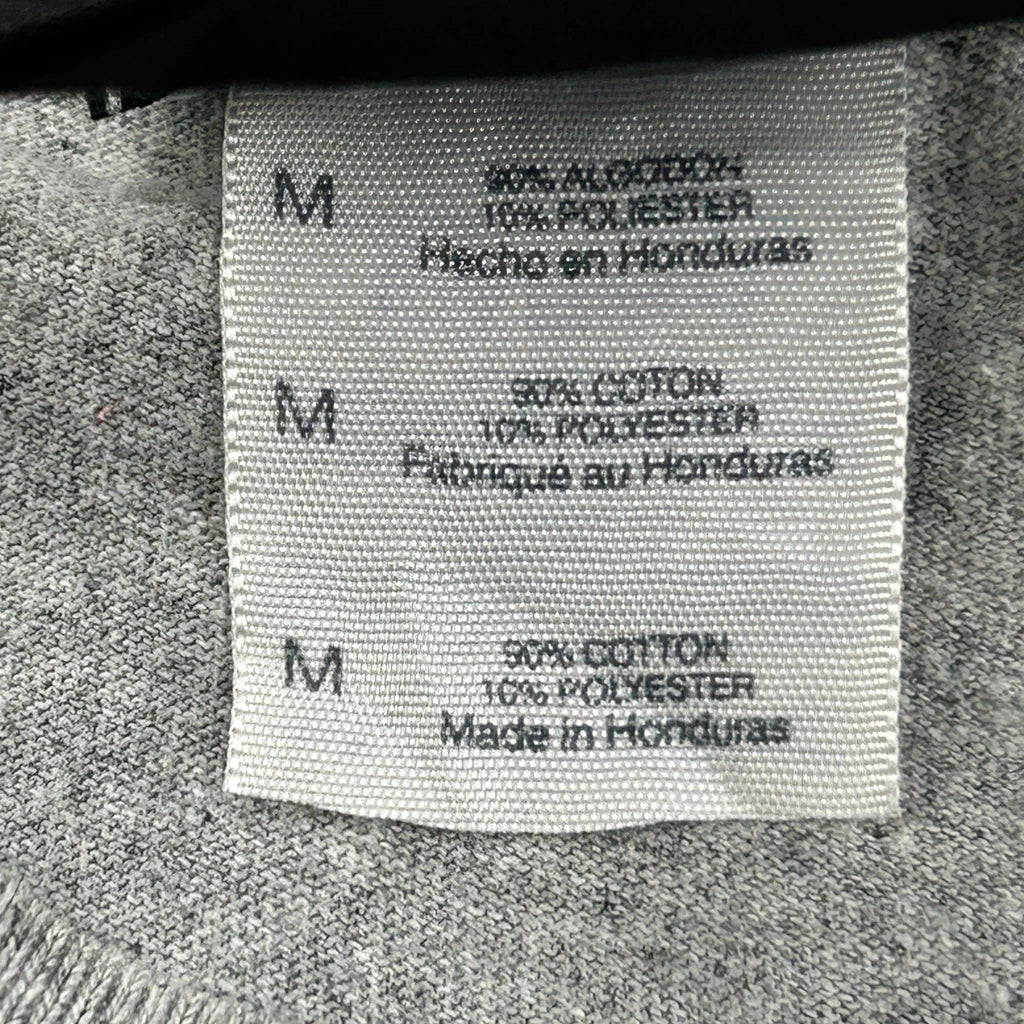 M
90% ALGODÓN
10% POLIESTER
Hecho en Honduras
M
90% COTON
10% POLYESTER
Fabriqué au Honduras
M
90% COTTON
10% POLYESTER
Made in Honduras